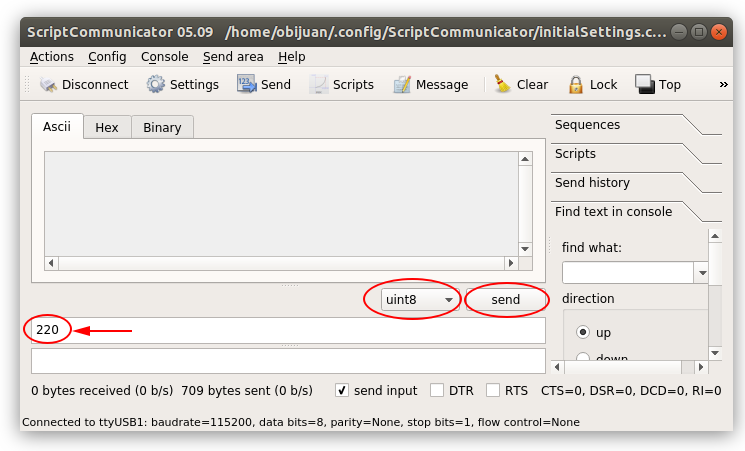 ScriptCommunicator 05.09 /home/obijuan/.config/ScriptCommunicator/initialSettings.c...
Actions Config Console Send area Help
Disconnect Settings Send Scripts Message Clear Lock Top »
Ascii Hex Binary
Sequences
Scripts
Send history
Find text in console
find what:
uint8 send
direction
220
up
down
0 bytes received (0 b/s) 709 bytes sent (0 b/s) send input DTR RTS CTS=0, DSR=0, DCD=0, RI=0
Connected to ttyUSB1: baudrate=115200, data bits=8, parity=None, stop bits=1, flow control=None